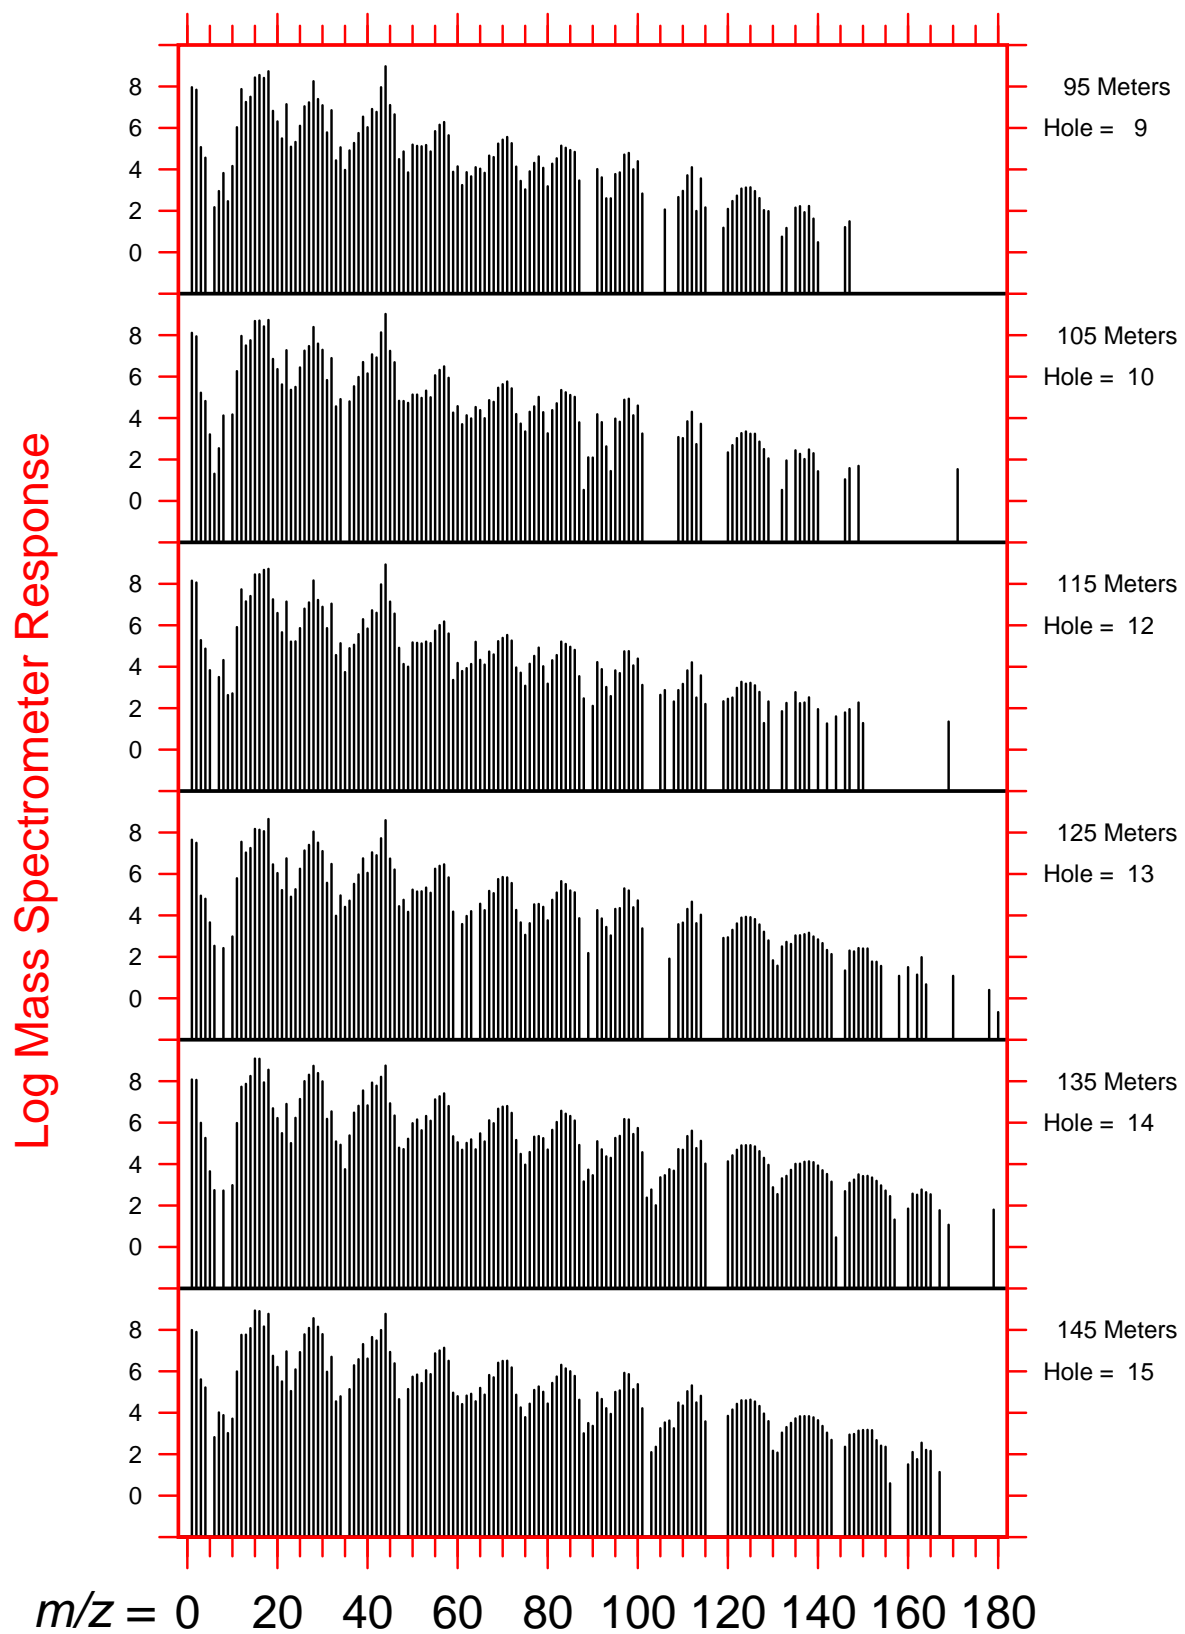 Log Mass Spectrometer Response
8
6
4
2
0
95 Meters
Hole = 9
8
6
4
2
0
105 Meters
Hole = 10
8
6
4
2
0
115 Meters
Hole = 12
8
6
4
2
0
125 Meters
Hole = 13
8
6
4
2
0
135 Meters
Hole = 14
8
6
4
2
0
145 Meters
Hole = 15
m/z = 0 20 40 60 80 100 120 140 160 180